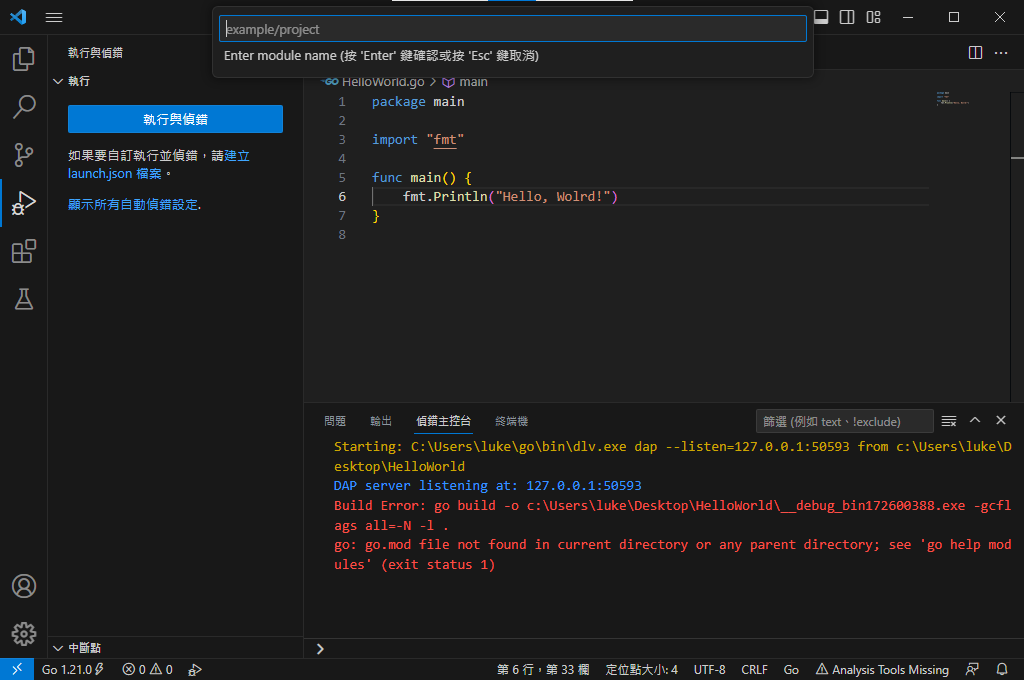 example/project
Enter module name (按 'Enter' 鍵確認或按 'Esc' 鍵取消)
執行與偵錯
執行
執行與偵錯
如果要自訂執行並偵錯，請建立
launch.json 檔案。
顯示所有自動偵錯設定.
中斷點
HelloWorld.go > main
1 package main
2
3 import "fmt"
4
5 func main() {
6 fmt.Println("Hello, Wolrd!")
7 }
8
問題 輸出 偵錯主控台 終端機
篩選 (例如 text、!exclude)
Starting: C:\Users\luke\go\bin\dlv.exe dap --listen=127.0.0.1:50593 from c:\Users\luke\D
esktop\HelloWorld
DAP server listening at: 127.0.0.1:50593
Build Error: go build -o c:\Users\luke\Desktop\HelloWorld\__debug_bin172600388.exe -gcfl
ags all=-N -l .
go: go.mod file not found in current directory or any parent directory; see 'go help mod
ules' (exit status 1)
Go 1.21.0 0 0 第 6 行，第 33 欄 定位點大小: 4 UTF-8 CRLF Go Analysis Tools Missing